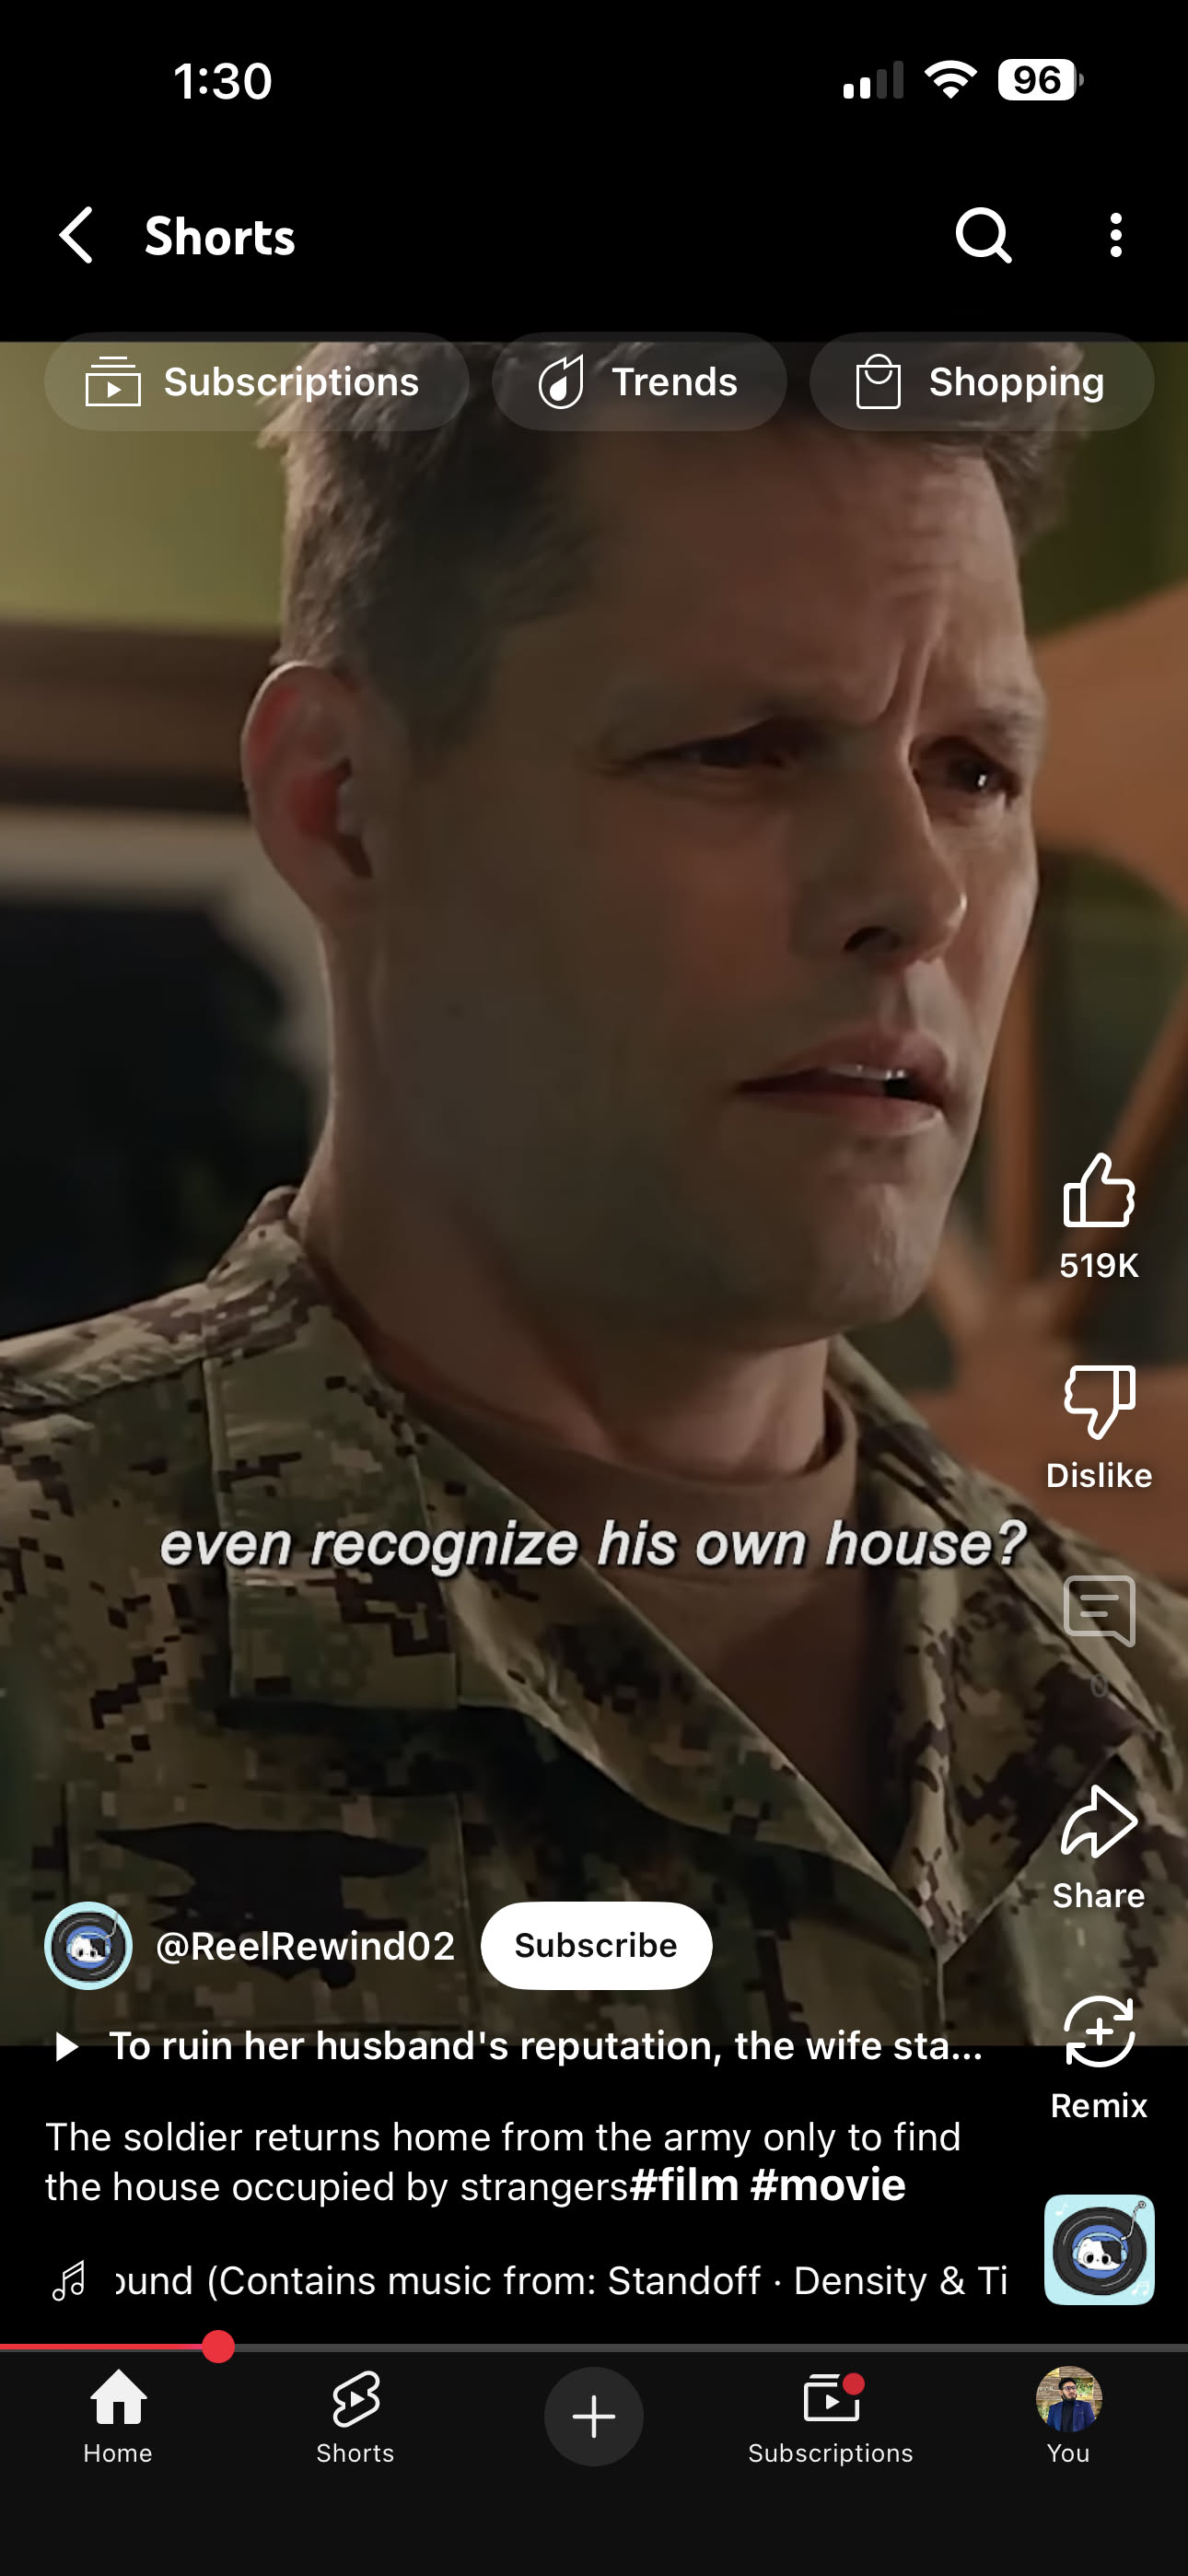 1:30
96
Shorts
Subscriptions
Trends
Shopping
519K
Dislike
even recognize his own house?
0
Share
@ReelRewind02
Subscribe
To ruin her husband's reputation, the wife sta...
Remix
The soldier returns home from the army only to find
the house occupied by strangers#film #movie
ound (Contains music from: Standoff · Density & Ti
Home
Shorts
Subscriptions
You